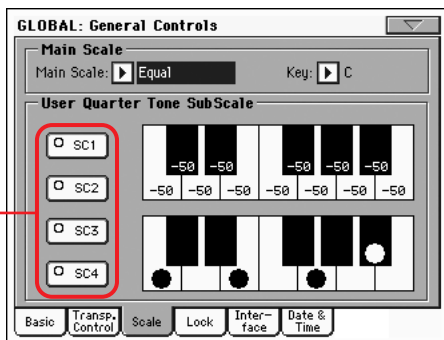 GLOBAL: General Controls
Main Scale
Main Scale: Equal Key: C
User Quarter Tone SubScale
SC1
SC2
SC3
SC4
-50 -50 -50 -50 -50
-50 -50 -50 -50 -50 -50 -50
Basic Transp. Control Scale Lock Inter- face Date & Time